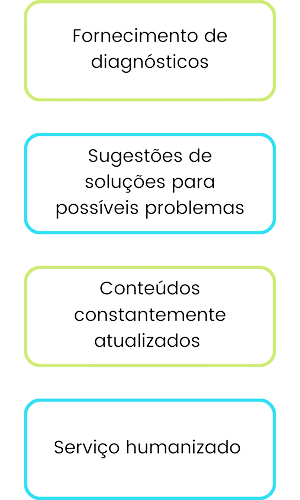 Fornecimento de
diagnósticos
Sugestões de
soluções para
possíveis problemas
Conteúdos
constantemente
atualizados
Serviço humanizado